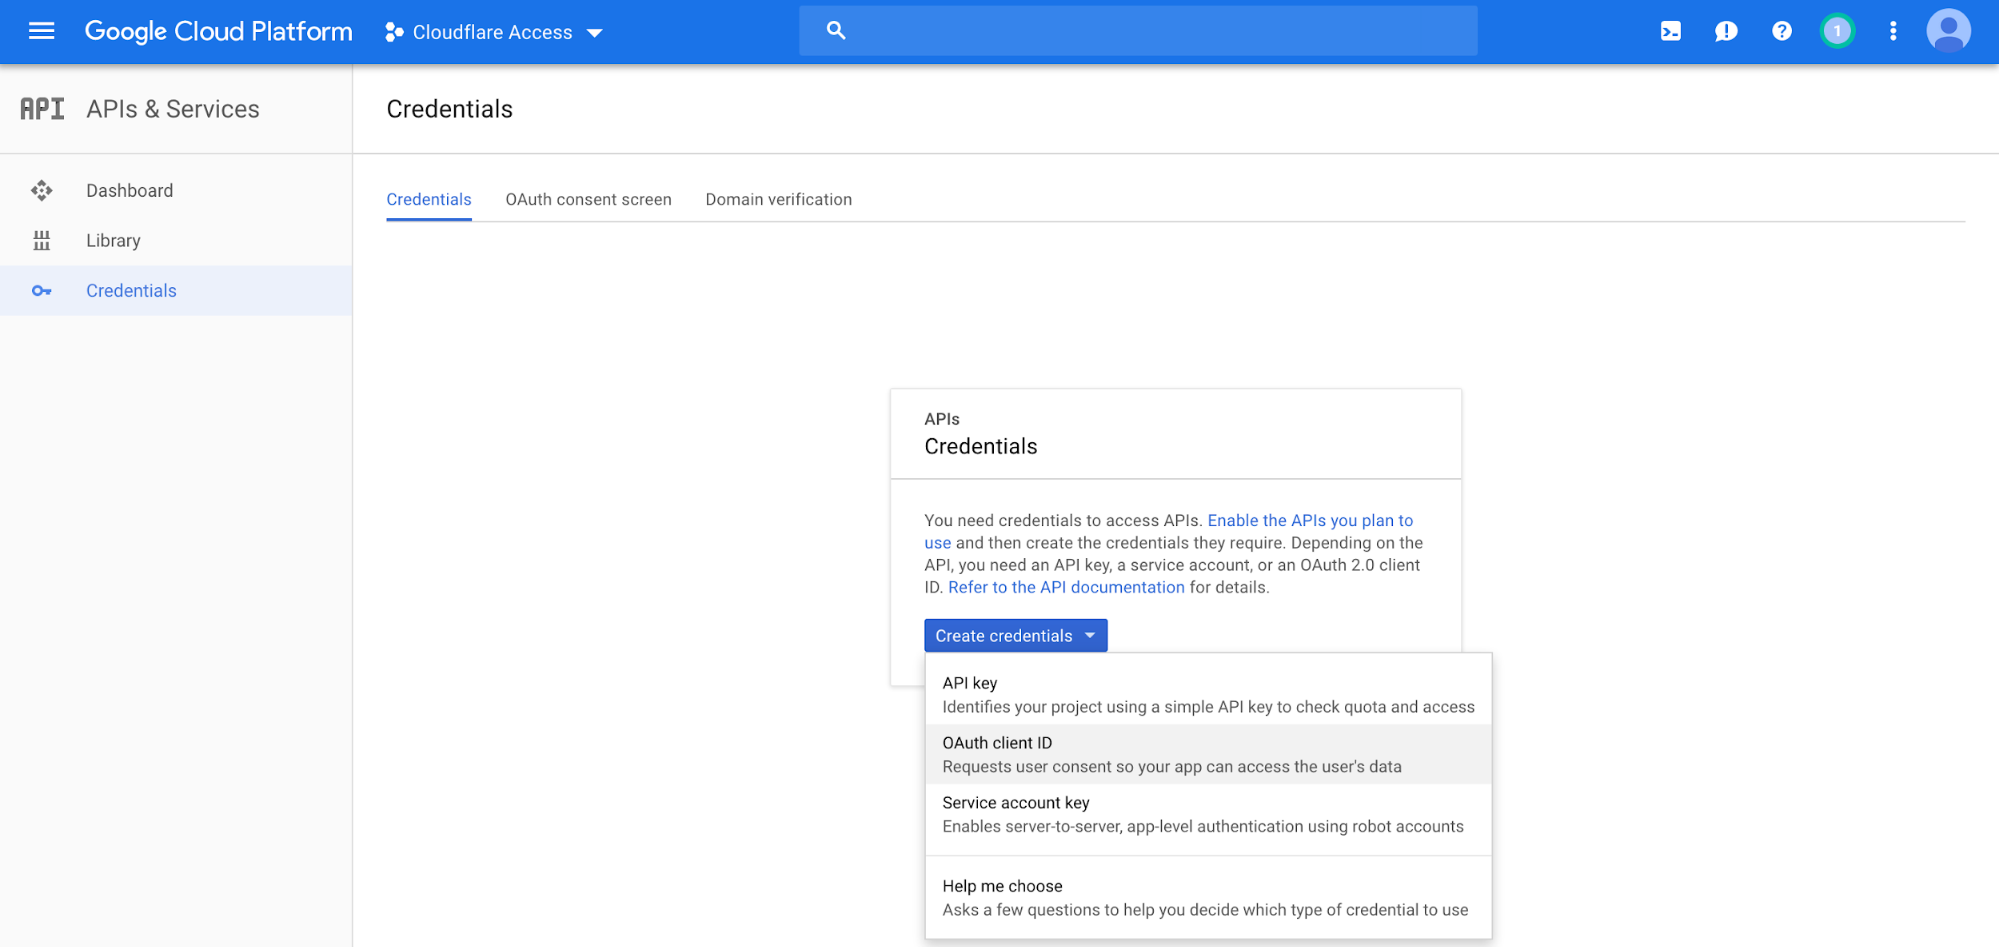 Google Cloud Platform
Cloudflare Access
1
API
APIs & Services
Credentials
Dashboard
Library
Credentials
Credentials
OAuth consent screen
Domain verification
APIs
Credentials
You need credentials to access APIs. Enable the APIs you plan to
use and then create the credentials they require. Depending on the
API, you need an API key, a service account, or an OAuth 2.0 client
ID. Refer to the API documentation for details.
Create credentials
API key
Identifies your project using a simple API key to check quota and access
OAuth client ID
Requests user consent so your app can access the user's data
Service account key
Enables server-to-server, app-level authentication using robot accounts
Help me choose
Asks a few questions to help you decide which type of credential to use